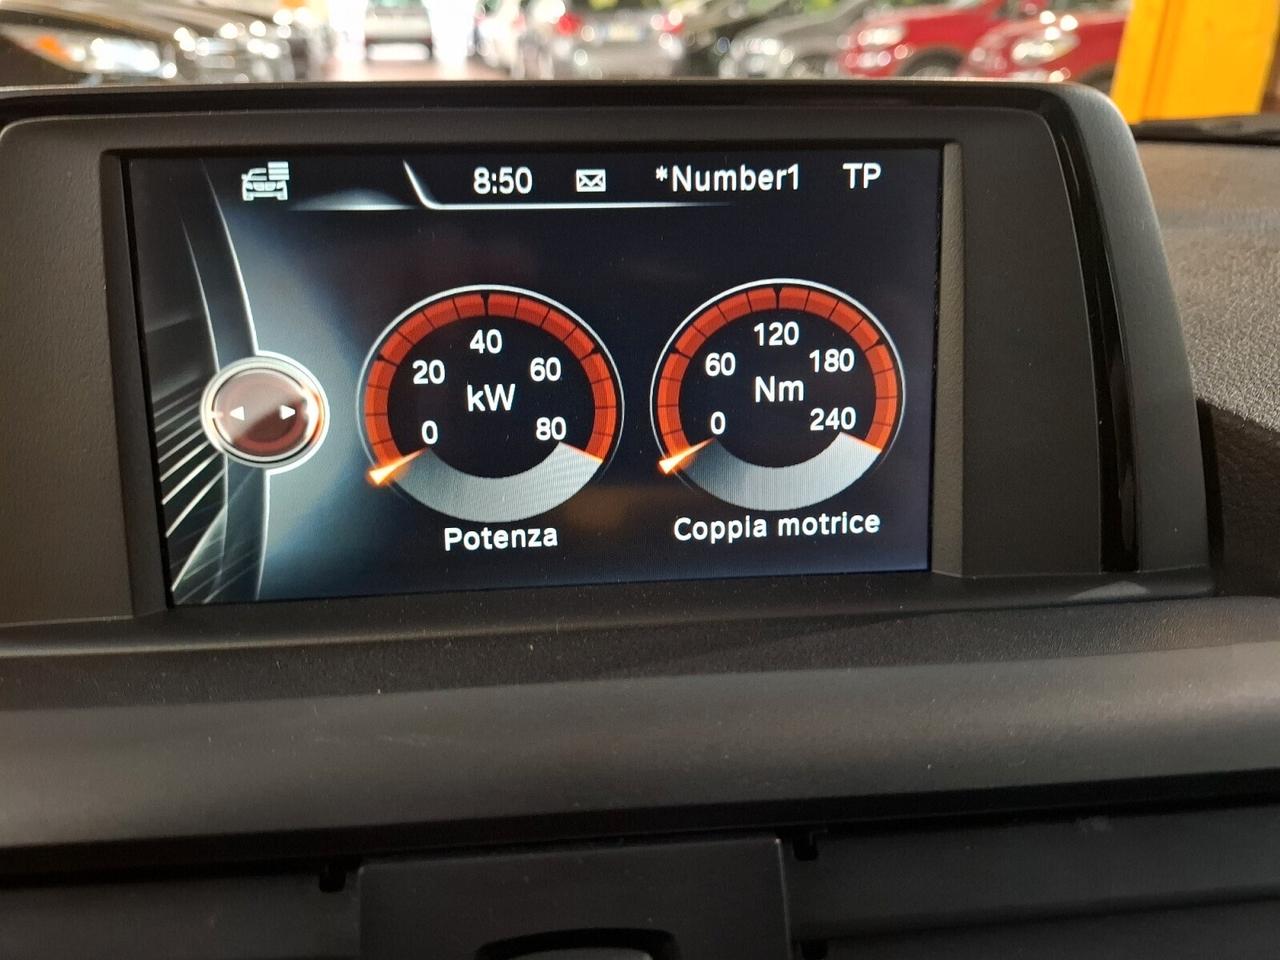 8:50 *Number1 TP
40
20 60
kW
0 80
Potenza
120
60 180
Nm
0 240
Coppia motrice